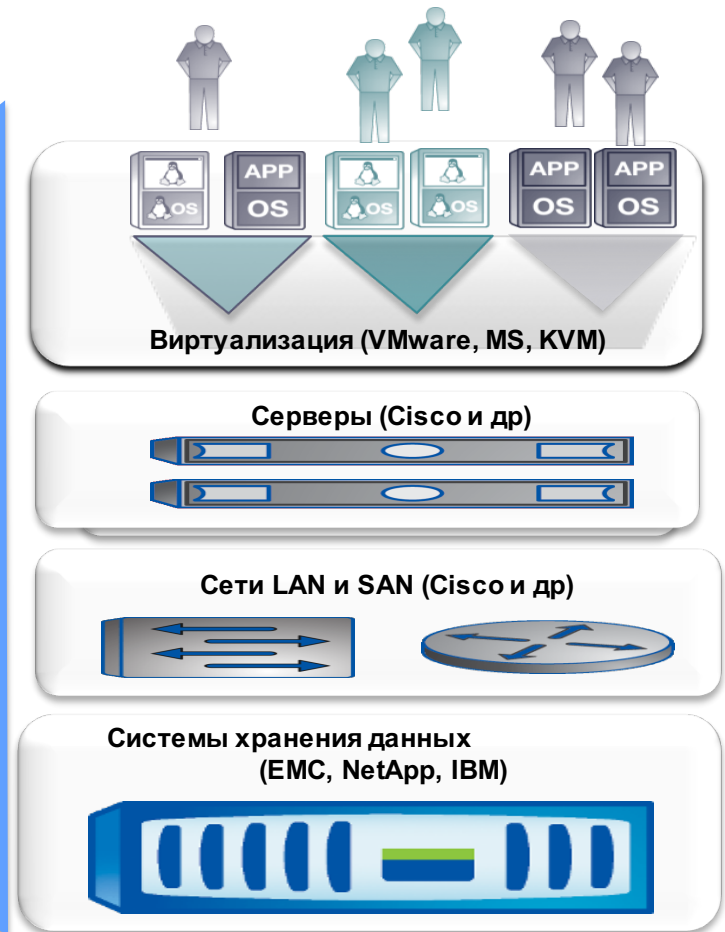 APP
APP
APP
OS
OS
OS
OS
OS
OS
Виртуализация (VMware, MS, KVM)
Серверы (Cisco и др)
Сети LAN и SAN (Cisco и др)
Системы хранения данных
(EMC, NetApp, IBM)